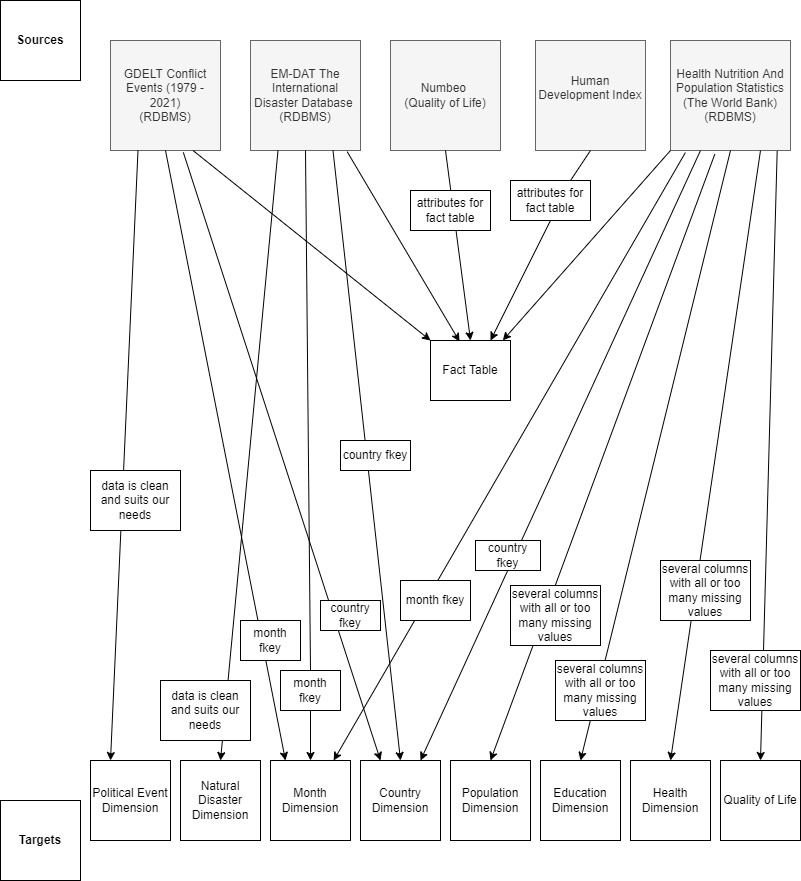 Sources
GDELT Conflict
Events (1979 -
2021)
(RDBMS)
EM-DAT The
International
Disaster Database
(RDBMS)
Numbeo
(Quality of Life)
Human
Development Index
Health Nutrition And
Population Statistics
(The World Bank)
(RDBMS)
attributes for
fact table
attributes for
fact table
Fact Table
country fkey
data is clean
and suits our
needs
country
fkey
month fkey
several columns
with all or too
many missing
values
several columns
with all or too
many missing
values
country
fkey
month
fkey
several columns
with all or too
many missing
values
several columns
with all or too
many missing
values
month
fkey
data is clean
and suits our
needs
Political Event
Dimension
Natural
Disaster
Dimension
Month
Dimension
Country
Dimension
Population
Dimension
Education
Dimension
Health
Dimension
Quality of Life
Targets